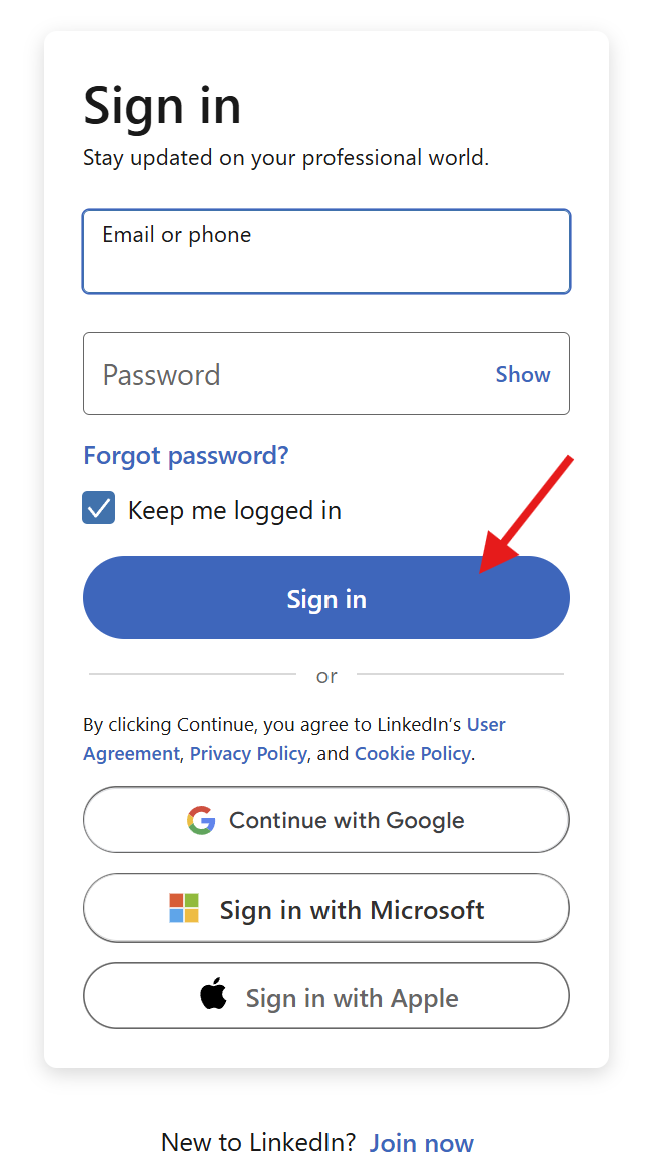 Sign in
Stay updated on your professional world.
Email or phone
Password
Show
Forgot password?
Keep me logged in
Sign in
or
By clicking Continue, you agree to LinkedIn’s User
Agreement, Privacy Policy, and Cookie Policy.
Continue with Google
Sign in with Microsoft
Sign in with Apple
New to LinkedIn? Join now